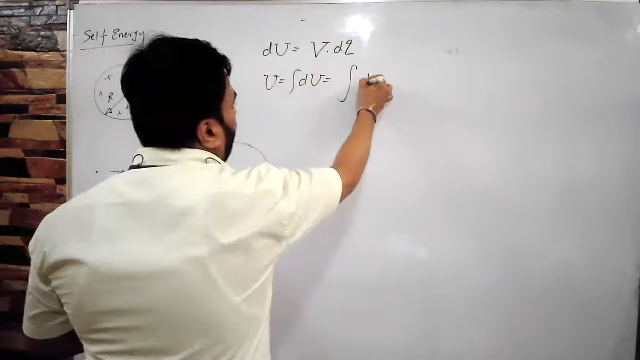 Self Energy
dU = V.dq
U = ∫dU = ∫
R